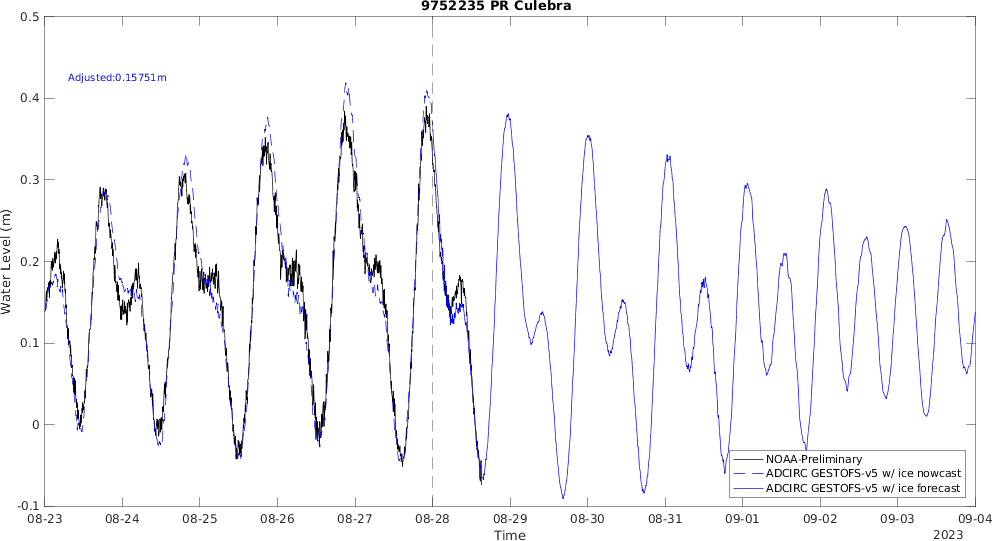 9752235 PR Culebra
0.5
Adjusted:0.15751m
0.4
0.3
0.2
Water Level (m)
0.1
0
NOAA-Preliminary
ADCIRC GESTOFS-v5 w/ ice nowcast
ADCIRC GESTOFS-v5 w/ ice forecast
-0.1
08-23 08-24 08-25 08-26 08-27 08-28 08-29 08-30 08-31 09-01 09-02 09-03 09-04
Time
2023